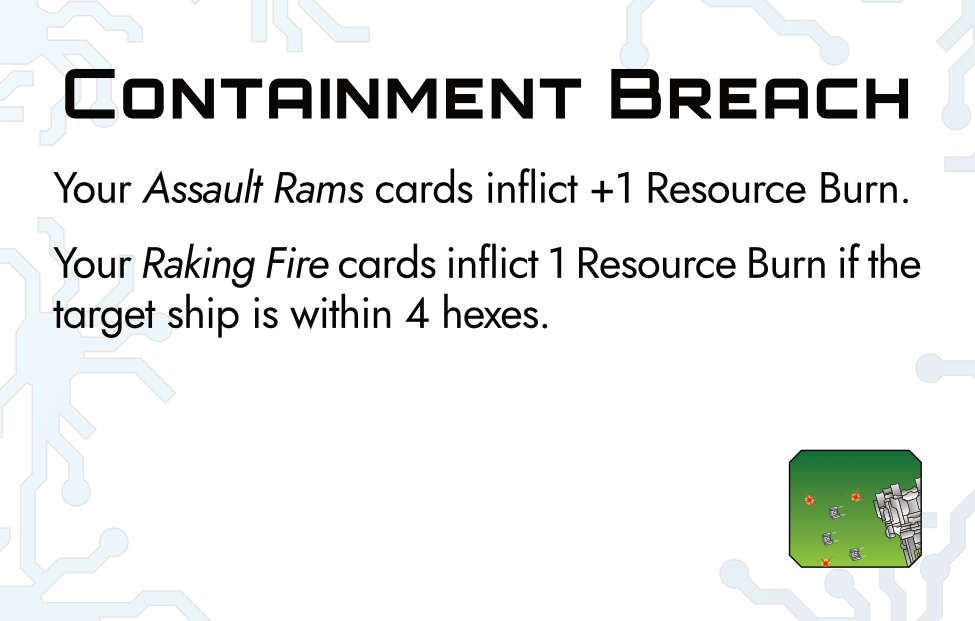 Containment Breach
Your Assault Rams cards inflict +1 Resource Burn.
Your Raking Fire cards inflict 1 Resource Burn if the
target ship is within 4 hexes.